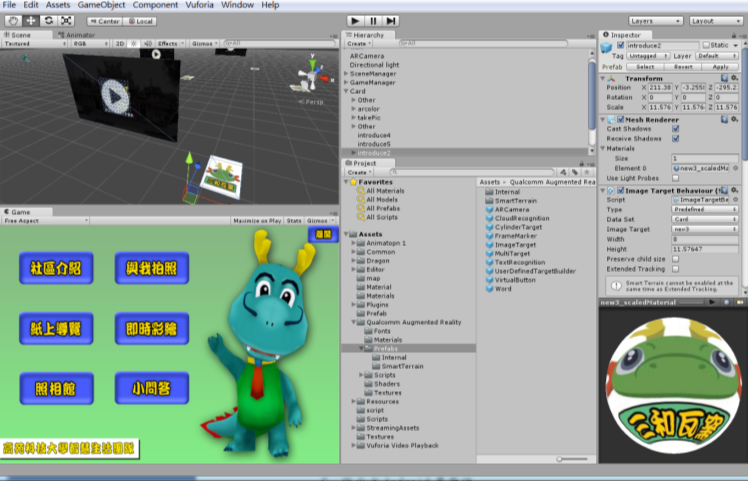 File Edit Assets GameObject Component Vuforia Window Help
Center Local
Layers Layout
Scene Animator
Textured RGB 2D Effects Gizmos All
Persp
Hierarchy
Create All
ARCamera
Directional light
SceneManager
GameManager
Card
Other
arcolor
takePic
Other
introduce4
introduce5
introduce2
Inspector
introduce2 Static
Tag Untagged Layer Default
Prefab Select Revert Apply
Transform
Position X 211.38 Y -3.255 Z -295.2
Rotation X 0 Y 0 Z 0
Scale X 11.576 Y 11.576 Z 11.576
Mesh Renderer
Cast Shadows
Receive Shadows
Materials
Size 1
Element 0 new3_scaledMa
Use Light Probes
Image Target Behaviour (S
Script ImageTargetBe
Type Predefined
Data Set Card
Image Target new3
Width 8
Height 11.57647
Preserve child size
Extended Tracking
Smart Terrain cannot be enabled at the same time as Extended Tracking.
new3_scaledMaterial
三和瓦窯
Project
Create
Favorites
All Materials
All Models
All Prefabs
All Scripts
Assets
Animatopn 1
Common
Dragon
Editor
map
Material
Materials
Plugins
Prefab
Qualcomm Augmented Reality
Fonts
Materials
Prefabs
Internal
SmartTerrain
Scripts
Shaders
Textures
Resources
script
Scripts
StreamingAssets
Textures
Vuforia Video Playback
Assets Qualcomm Augmented Rea
Internal
SmartTerrain
ARCamera
CloudRecognition
CylinderTarget
FrameMarker
ImageTarget
MultiTarget
TextRecognition
UserDefinedTargetBuilder
VirtualButton
Word
Game
Free Aspect Maximize on Play Stats Gizmos
離開
社區介紹 與我拍照
紙上導覽 即時彩繪
照相館 小問答
高苑科技大學智慧生活團隊